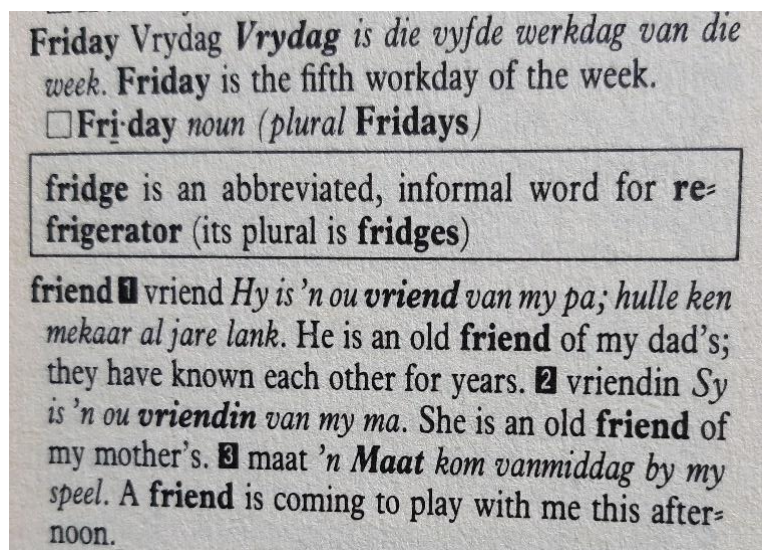 Friday Vrydag Vrydag is die vyfde werkdag van die
week. Friday is the fifth workday of the week.
☐Fri·day noun (plural Fridays)
fridge is an abbreviated, informal word for re⸗
frigerator (its plural is fridges)
friend 1 vriend Hy is 'n ou vriend van my pa; hulle ken
mekaar al jare lank. He is an old friend of my dad's;
they have known each other for years. 2 vriendin Sy
is 'n ou vriendin van my ma. She is an old friend of
my mother's. 3 maat 'n Maat kom vanmiddag by my
speel. A friend is coming to play with me this after⸗
noon.